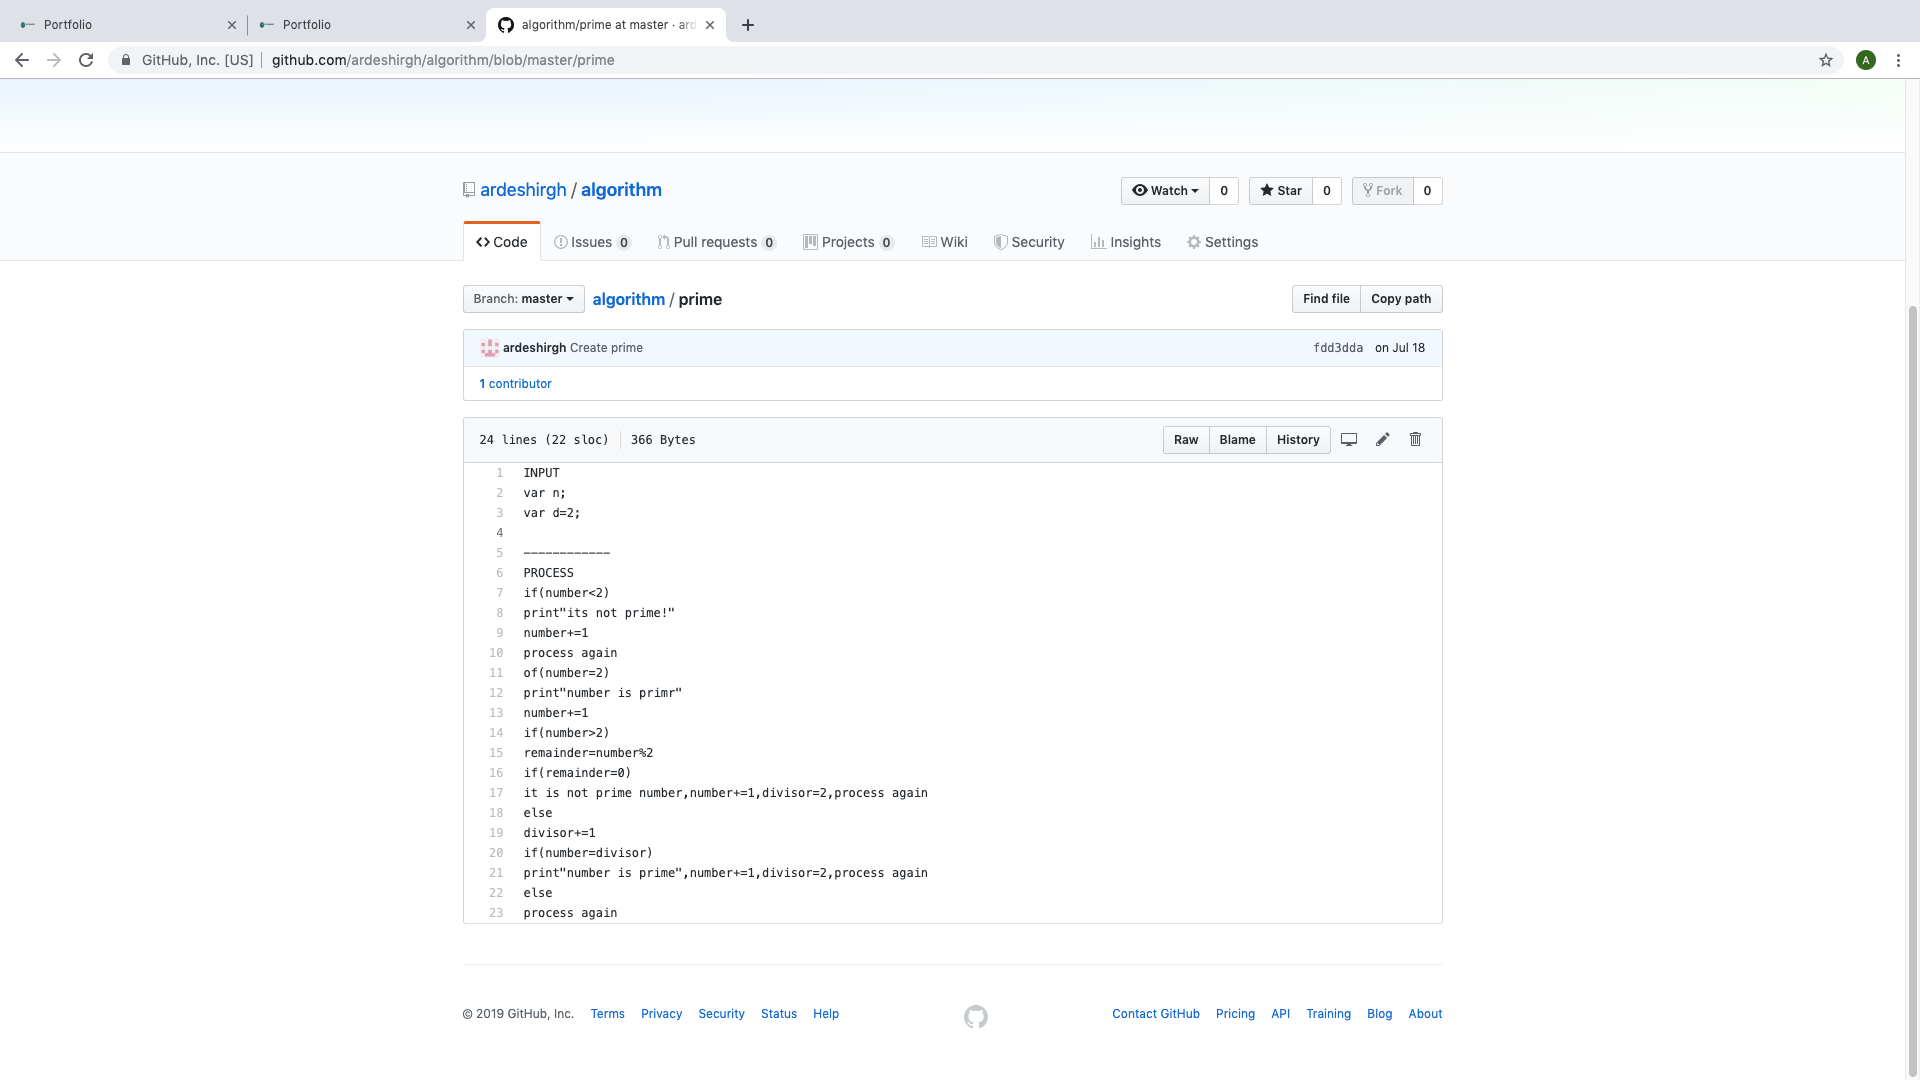 Portfolio
Portfolio
algorithm/prime at master · ard
GitHub, Inc. [US]
github.com/ardeshirgh/algorithm/blob/master/prime
A
ardeshirgh / algorithm
Watch 0
Star 0
Fork 0
Code
Issues 0
Pull requests 0
Projects 0
Wiki
Security
Insights
Settings
Branch: master
algorithm / prime
Find file
Copy path
ardeshirgh Create prime
fdd3dda on Jul 18
1 contributor
24 lines (22 sloc) 366 Bytes
Raw
Blame
History
1 INPUT
2 var n;
3 var d=2;
4
5 ------------
6 PROCESS
7 if(number<2)
8 print"its not prime!"
9 number+=1
10 process again
11 of(number=2)
12 print"number is primr"
13 number+=1
14 if(number>2)
15 remainder=number%2
16 if(remainder=0)
17 it is not prime number,number+=1,divisor=2,process again
18 else
19 divisor+=1
20 if(number=divisor)
21 print"number is prime",number+=1,divisor=2,process again
22 else
23 process again
© 2019 GitHub, Inc. Terms Privacy Security Status Help
Contact GitHub Pricing API Training Blog About